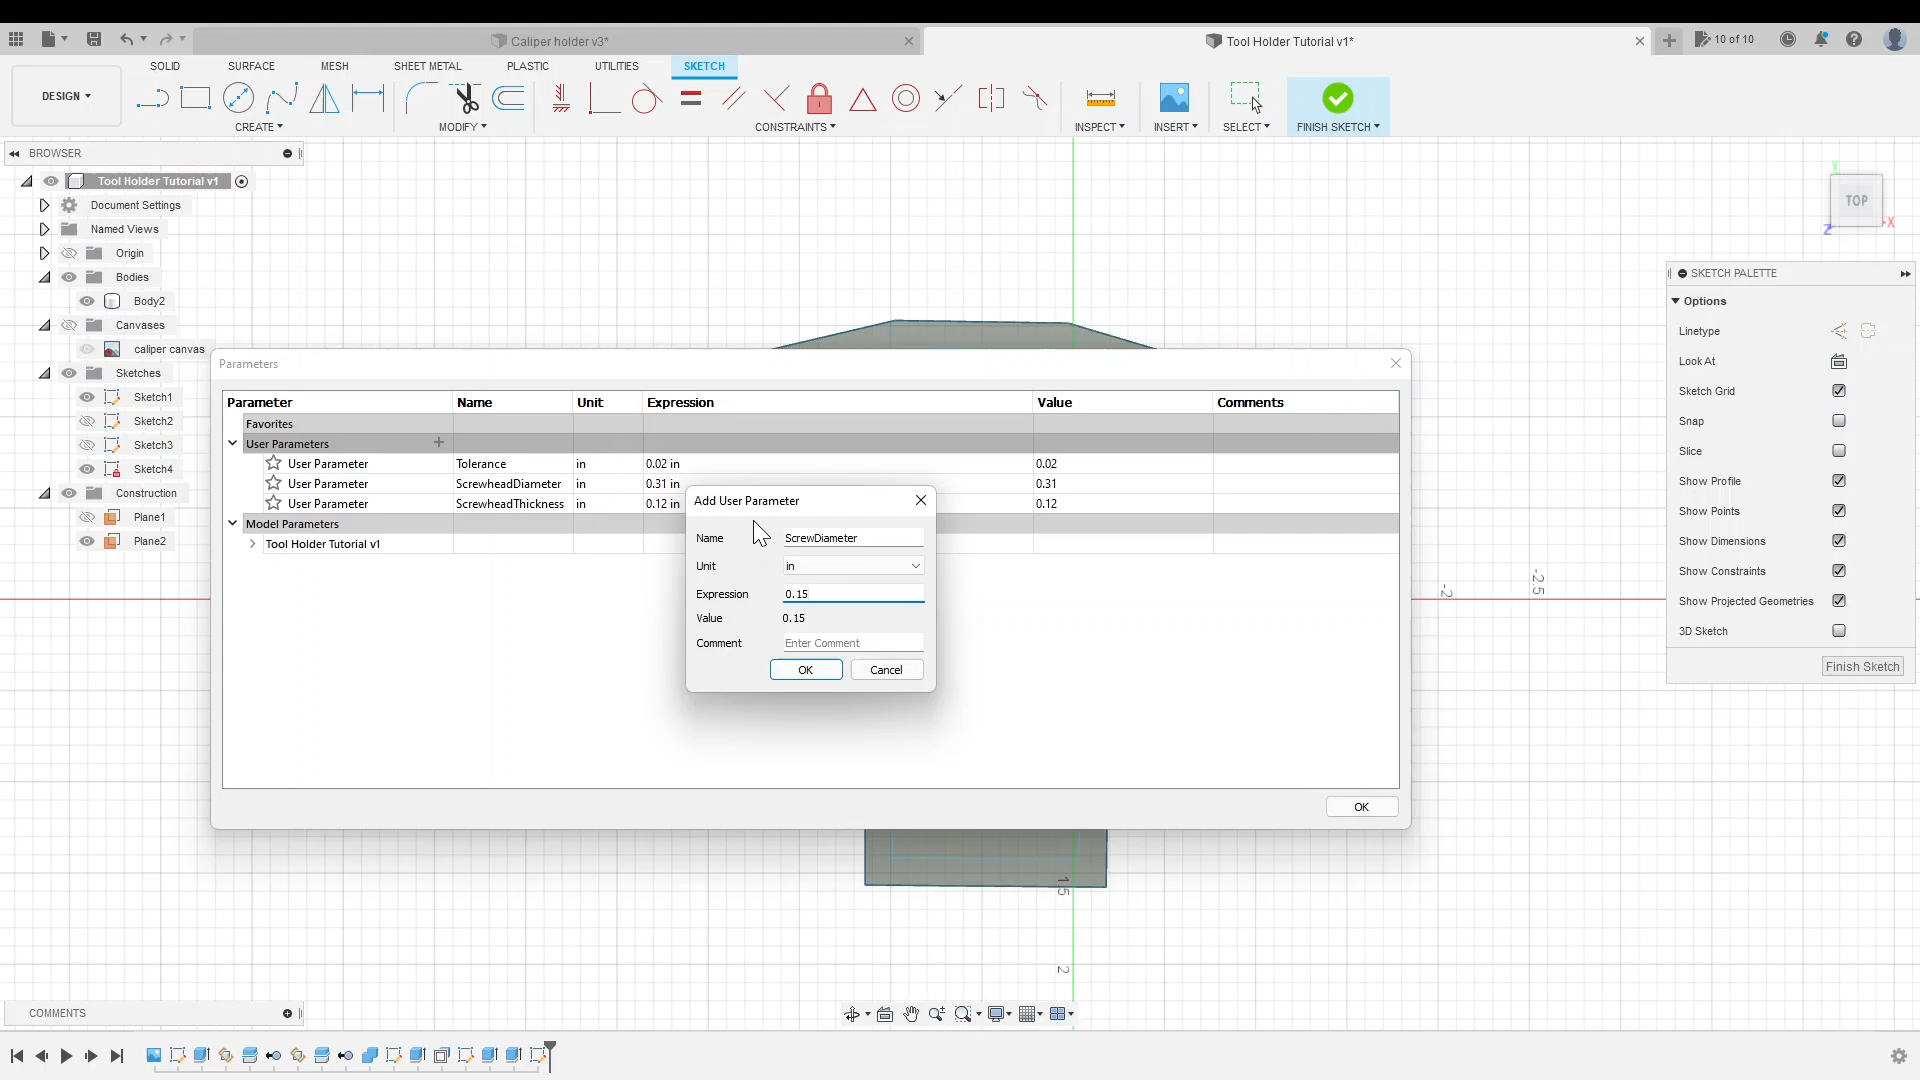 Caliper holder v3*
Tool Holder Tutorial v1*
10 of 10
DESIGN
SOLID
SURFACE
MESH
SHEET METAL
PLASTIC
UTILITIES
SKETCH
CREATE
MODIFY
CONSTRAINTS
INSPECT
INSERT
SELECT
FINISH SKETCH
BROWSER
Tool Holder Tutorial v1
Document Settings
Named Views
Origin
Bodies
Body2
Canvases
caliper canvas
Sketches
Sketch1
Sketch2
Sketch3
Sketch4
Construction
Plane1
Plane2
Parameters
Parameter Name Unit Expression Value Comments
Favorites
User Parameters
User Parameter Tolerance in 0.02 in 0.02
User Parameter ScrewheadDiameter in 0.31 in 0.31
User Parameter ScrewheadThickness in 0.12 in 0.12
Model Parameters
Tool Holder Tutorial v1
OK
Add User Parameter
Name ScrewDiameter
Unit in
Expression 0.15
Value 0.15
Comment Enter Comment
OK Cancel
TOP
Y
X
Z
SKETCH PALETTE
Options
Linetype
Look At
Sketch Grid
Snap
Slice
Show Profile
Show Points
Show Dimensions
Show Constraints
Show Projected Geometries
3D Sketch
Finish Sketch
-2
-2.5
1.5
2
COMMENTS